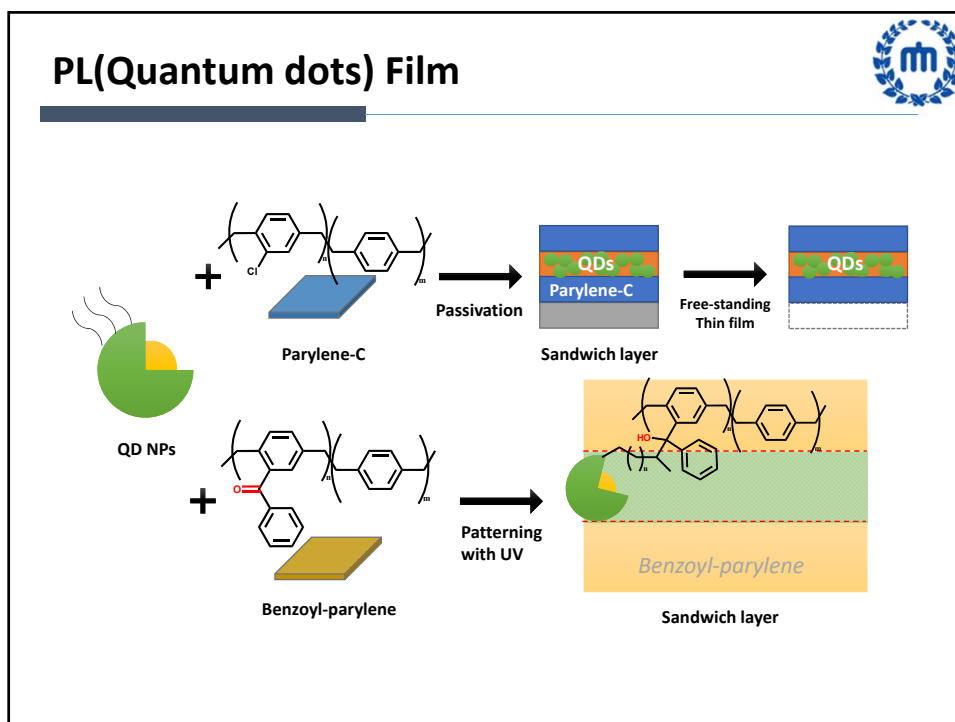 PL(Quantum dots) Film
n
m
Cl
Parylene-C
Passivation
QDs
Parylene-C
Sandwich layer
Free-standing
Thin film
QDs
QD NPs
n
m
O
Benzoyl-parylene
Patterning
with UV
n
m
HO
n
Benzoyl-parylene
Sandwich layer